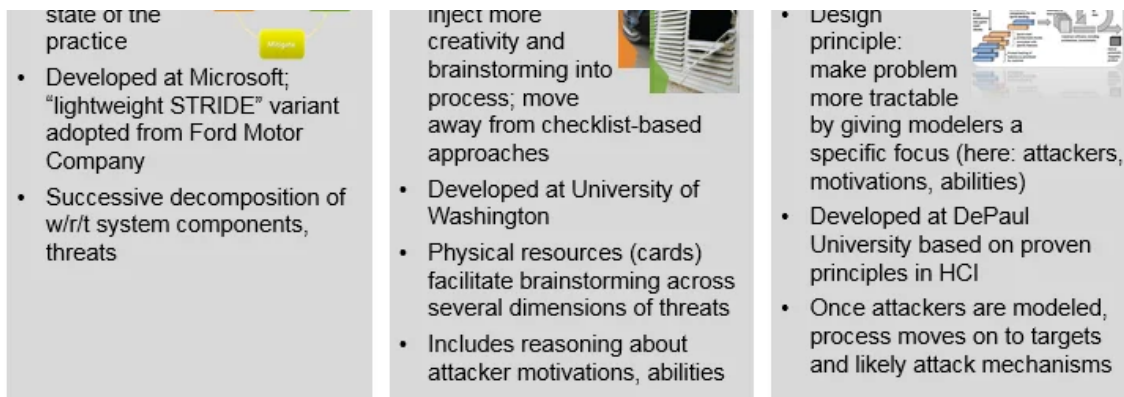 state of the
practice
Mitigate
• Developed at Microsoft;
“lightweight STRIDE” variant
adopted from Ford Motor
Company
• Successive decomposition of
w/r/t system components,
threats
inject more
creativity and
brainstorming into
process; move
away from checklist-based
approaches
• Developed at University of
Washington
• Physical resources (cards)
facilitate brainstorming across
several dimensions of threats
• Includes reasoning about
attacker motivations, abilities
• Design
principle:
make problem
more tractable
by giving modelers a
specific focus (here: attackers,
motivations, abilities)
• Developed at DePaul
University based on proven
principles in HCI
• Once attackers are modeled,
process moves on to targets
and likely attack mechanisms